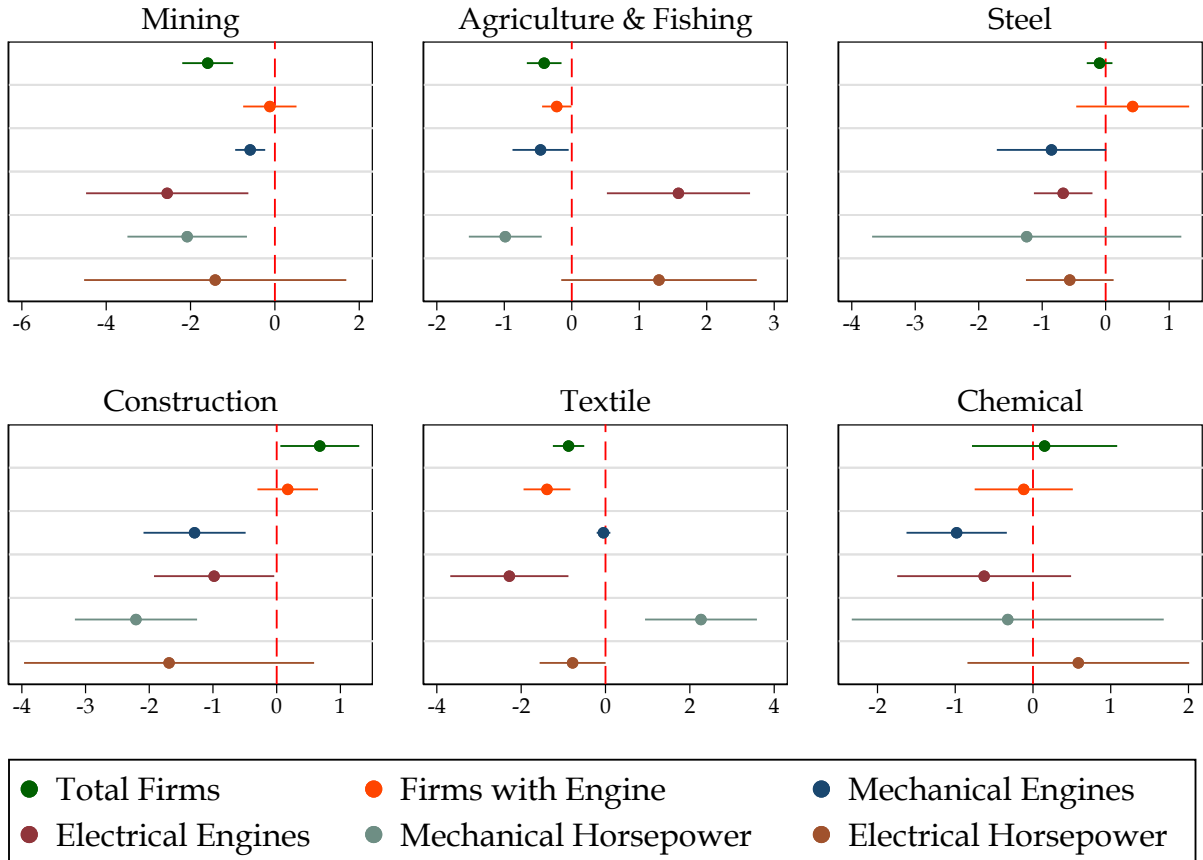 Mining
Agriculture & Fishing
Steel
-6 -4 -2 0 2
-2 -1 0 1 2 3
-4 -3 -2 -1 0 1
Construction
Textile
Chemical
-4 -3 -2 -1 0 1
-4 -2 0 2 4
-2 -1 0 1 2
Total Firms
Firms with Engine
Mechanical Engines
Electrical Engines
Mechanical Horsepower
Electrical Horsepower